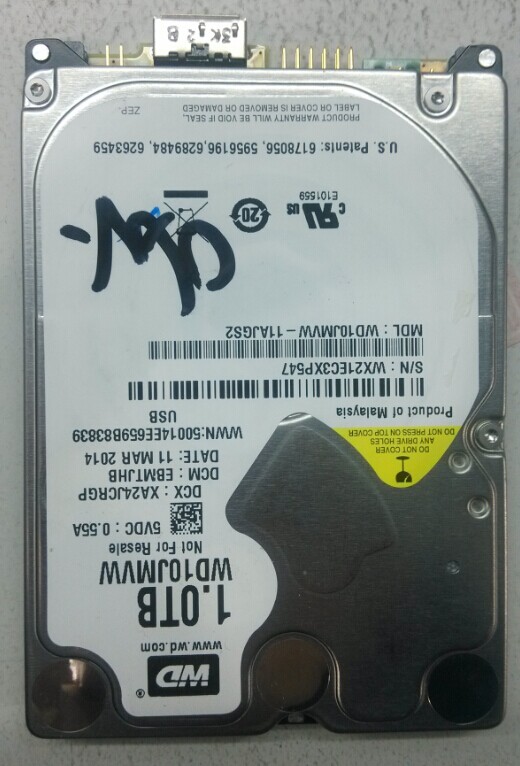 WD®
www.wd.com
1.0TB
WD10JMVW
Not For Resale
5VDC : 0.55A
DCX : XA24JCRGP
DCM : EBMTJHB
DATE: 11 MAR 2014
WWN:50014EE659B83839
USB
DO NOT COVER
ANY DRIVE HOLES
DO NOT PRESS ON TOP COVER
Product of Malaysia
S/N : WX21EC3XP547
MDL : WD10JMVW - 11AJGS2
C UL US
E101559
20
U.S. Patents: 6178056, 5956196,6289484, 6263459
PRODUCT WARRANTY WILL BE VOID IF SEAL,
LABEL OR COVER IS REMOVED OR DAMAGED
ZEP.